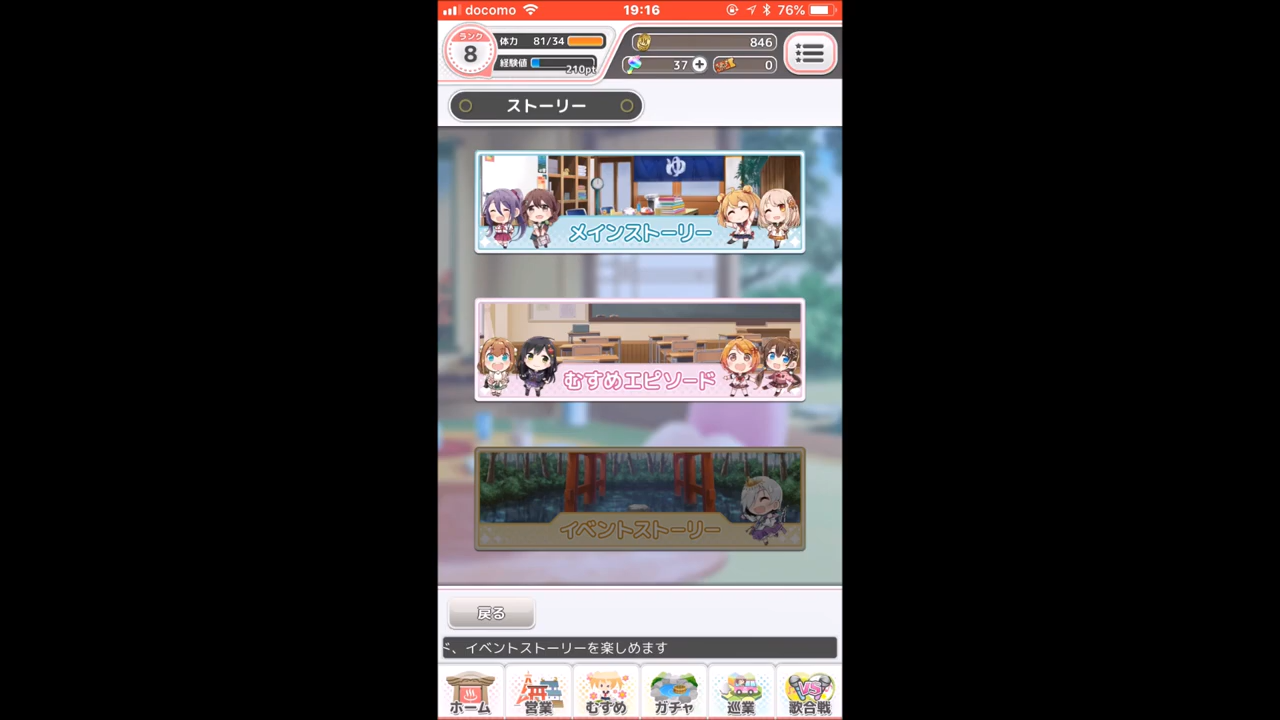 docomo 19:16 76%
ランク 8
体力 81/34
経験値 210pt
846
37 0
ストーリー
ゆ
メインストーリー
むすめエピソード
イベントストーリー
戻る
、イベントストーリーを楽しめます
ホーム 営業 むすめ ガチャ 巡業 VS 歌合戦